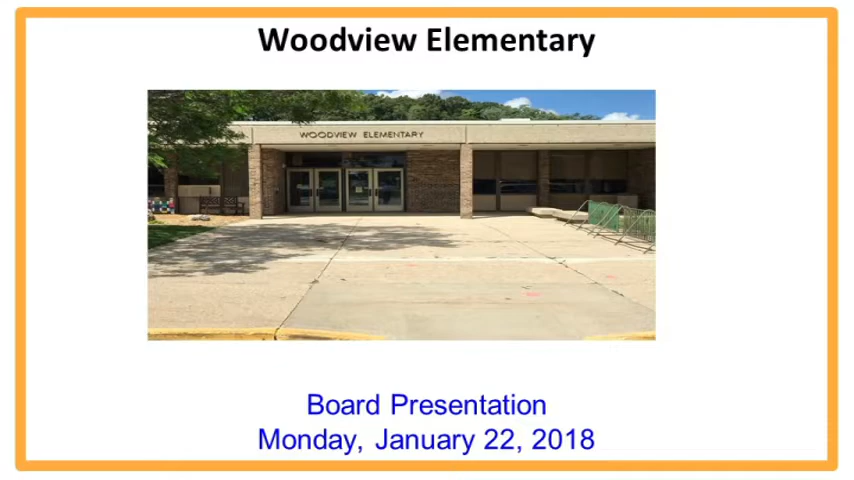 Woodview Elementary
WOODVIEW ELEMENTARY
Board Presentation
Monday, January 22, 2018